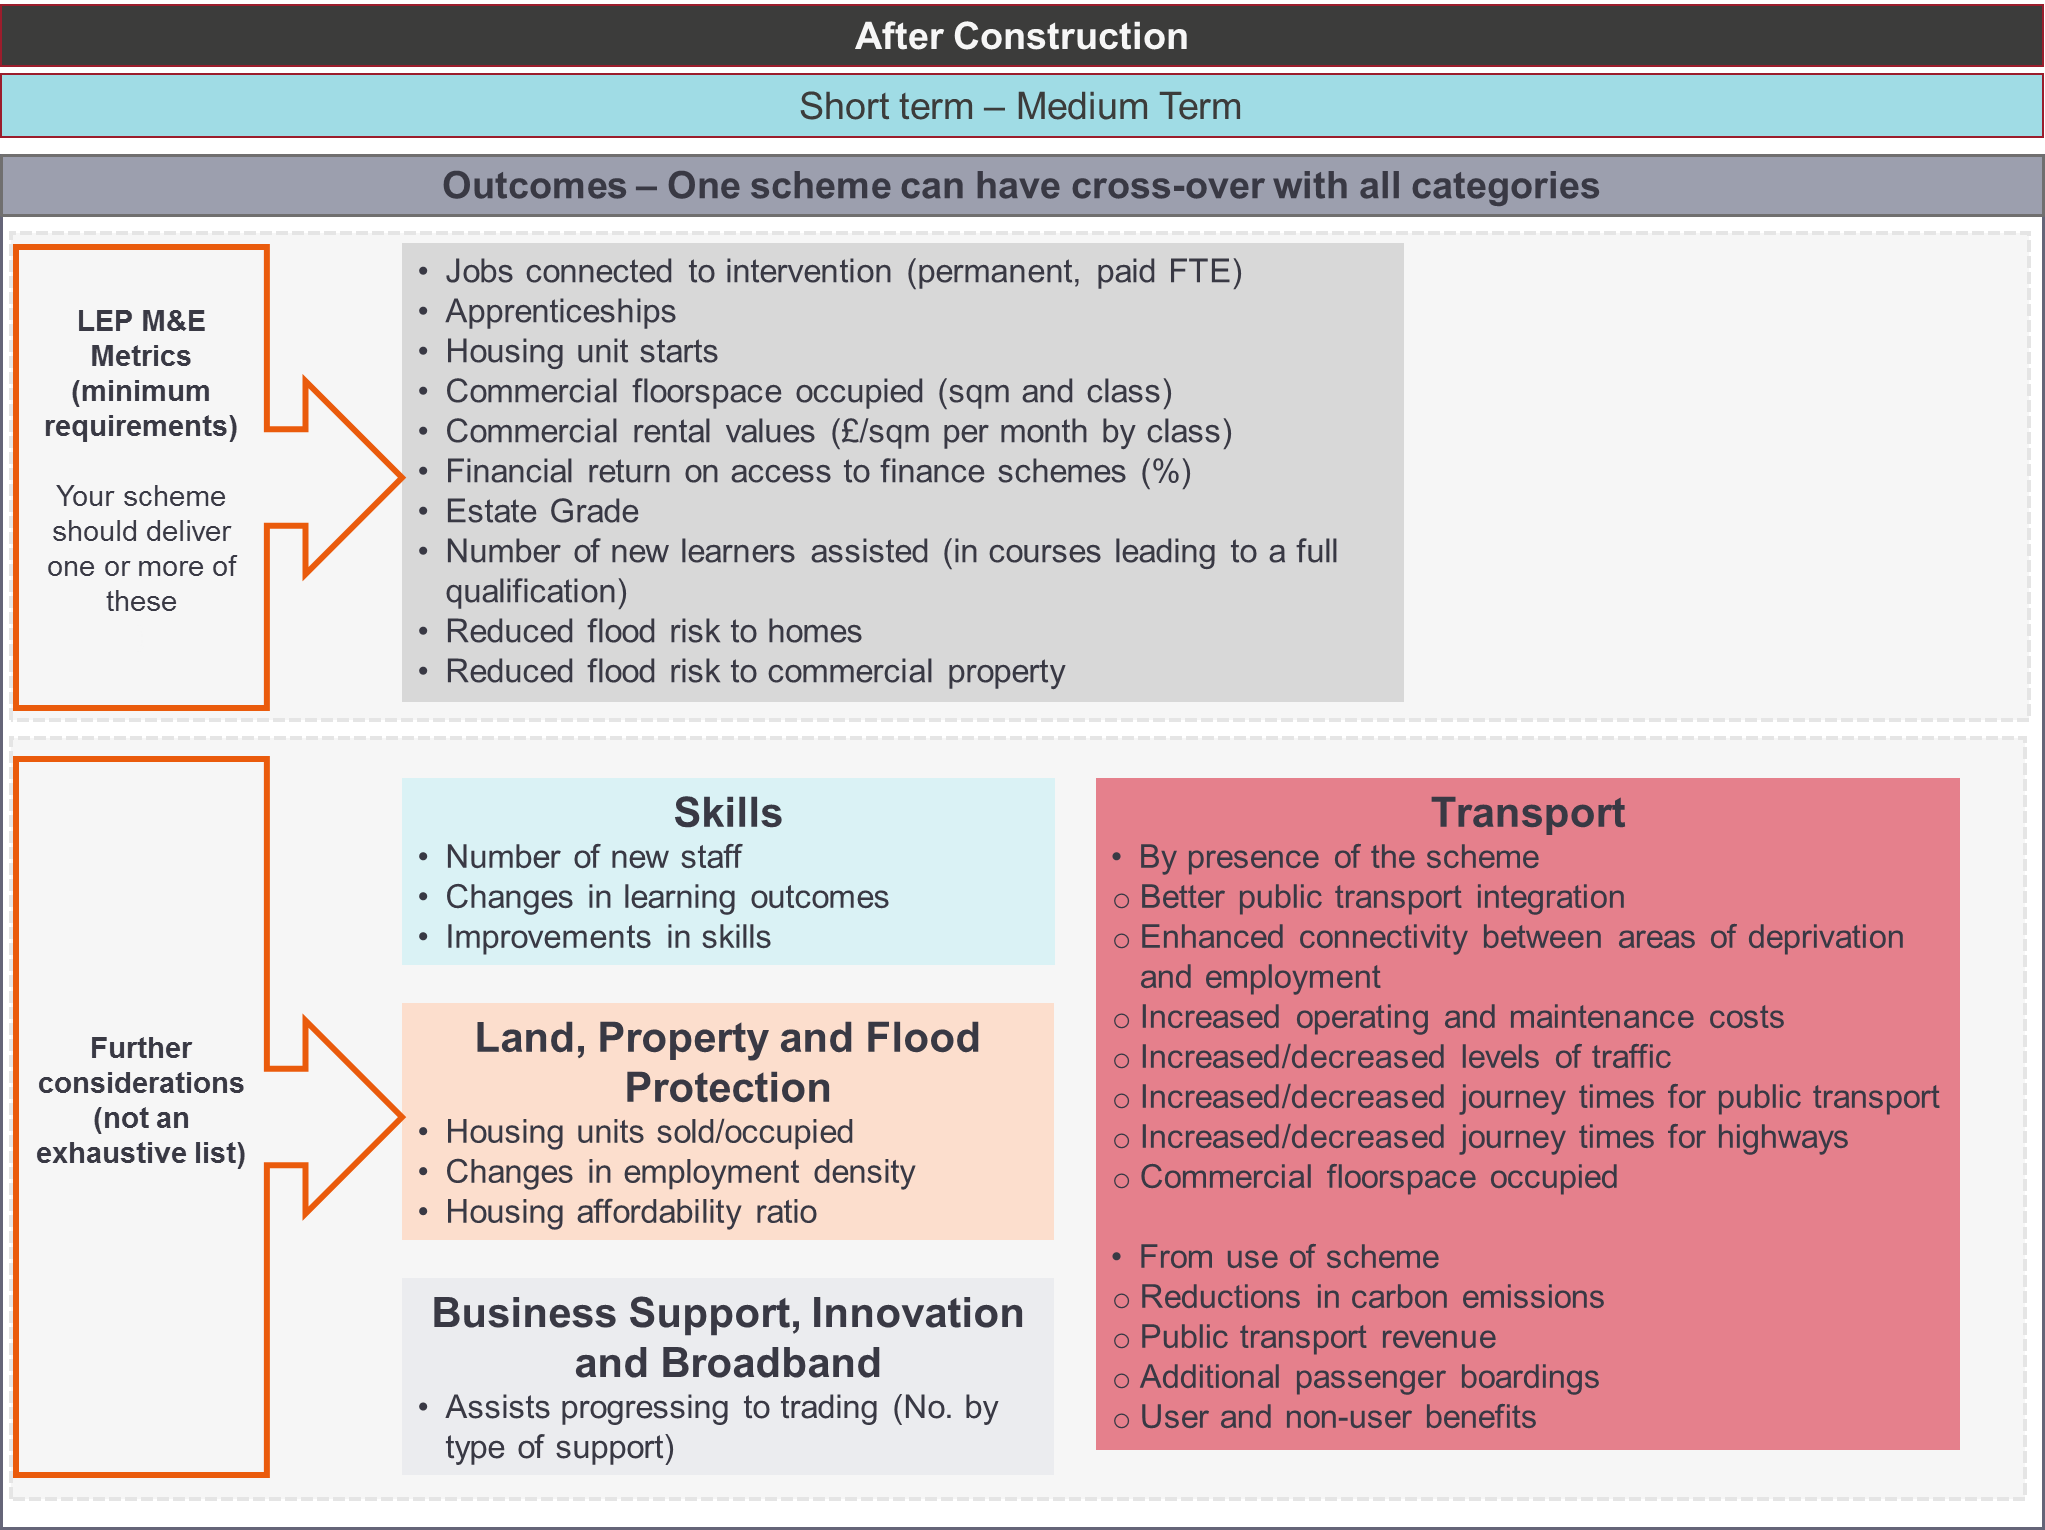 After Construction
Short term – Medium Term
Outcomes – One scheme can have cross-over with all categories
LEP M&E
Metrics
(minimum
requirements)
Your scheme
should deliver
one or more of
these
• Jobs connected to intervention (permanent, paid FTE)
• Apprenticeships
• Housing unit starts
• Commercial floorspace occupied (sqm and class)
• Commercial rental values (£/sqm per month by class)
• Financial return on access to finance schemes (%)
• Estate Grade
• Number of new learners assisted (in courses leading to a full
qualification)
• Reduced flood risk to homes
• Reduced flood risk to commercial property
Further
considerations
(not an
exhaustive list)
Skills
• Number of new staff
• Changes in learning outcomes
• Improvements in skills
Land, Property and Flood
Protection
• Housing units sold/occupied
• Changes in employment density
• Housing affordability ratio
Business Support, Innovation
and Broadband
• Assists progressing to trading (No. by
type of support)
Transport
• By presence of the scheme
o Better public transport integration
o Enhanced connectivity between areas of deprivation
and employment
o Increased operating and maintenance costs
o Increased/decreased levels of traffic
o Increased/decreased journey times for public transport
o Increased/decreased journey times for highways
o Commercial floorspace occupied
• From use of scheme
o Reductions in carbon emissions
o Public transport revenue
o Additional passenger boardings
o User and non-user benefits